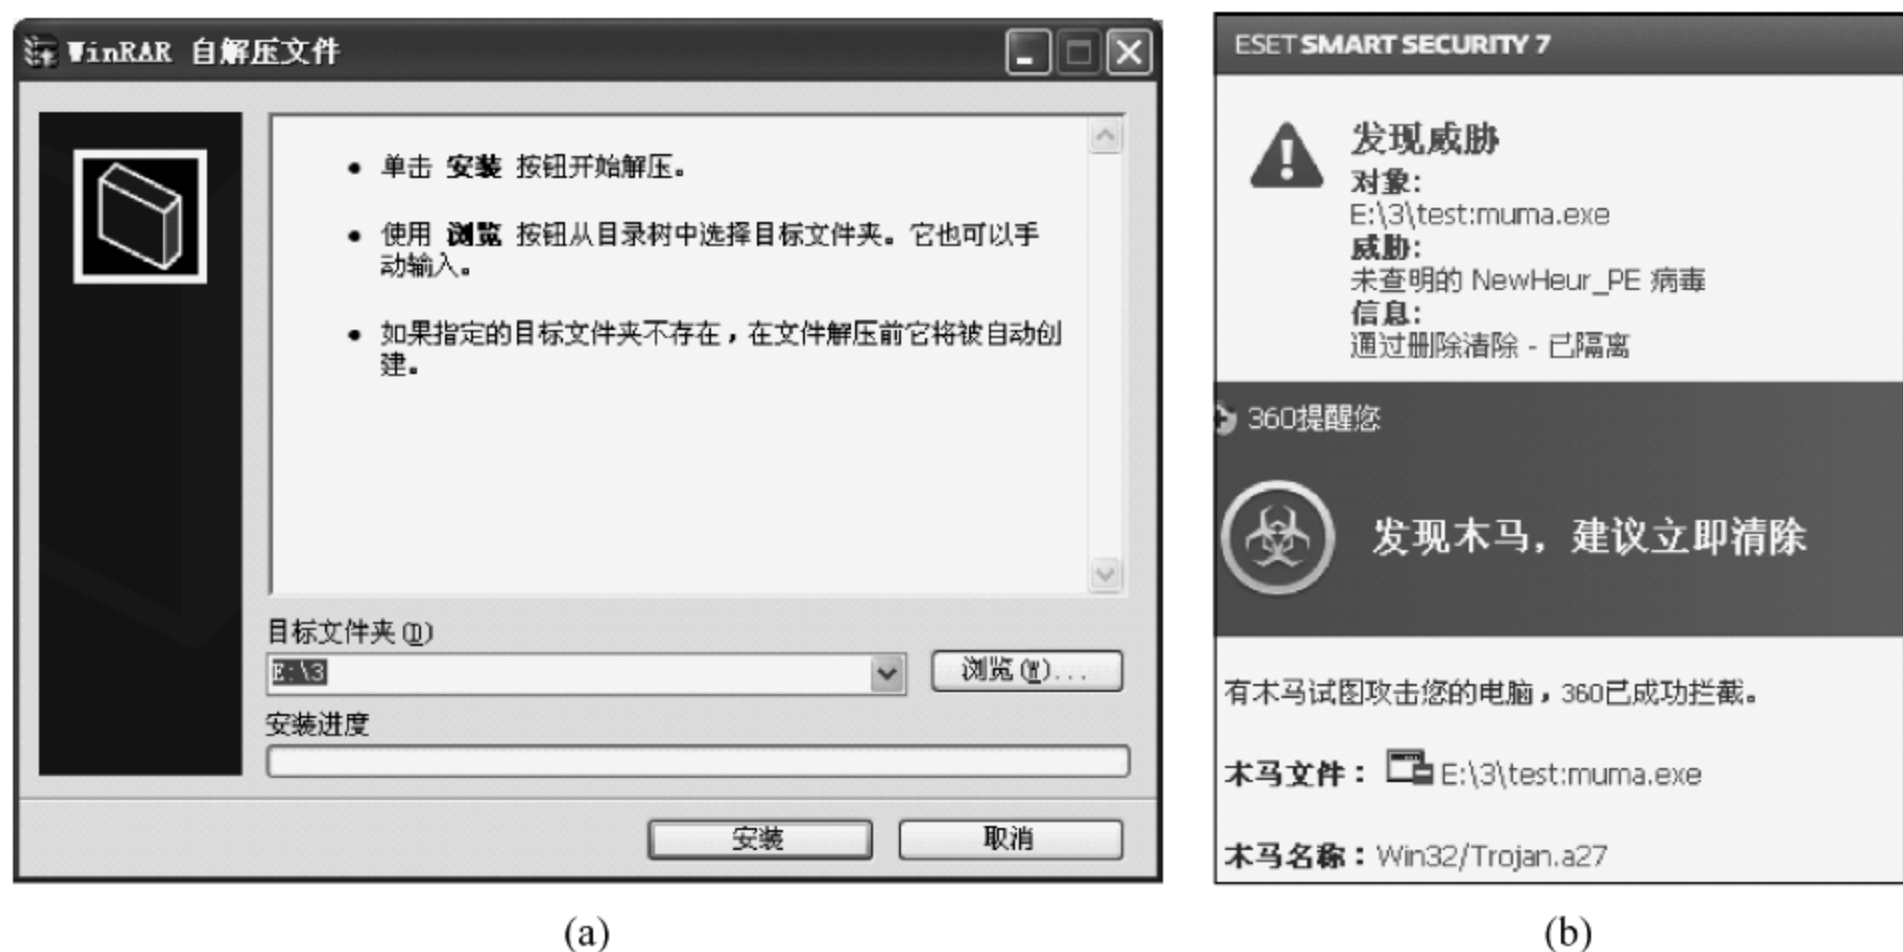 WinRAR 自解压文件
单击 安装 按钮开始解压。
使用 浏览 按钮从目录树中选择目标文件夹。它也可以手
动输入。
如果指定的目标文件夹不存在，在文件解压前它将被自动创
建。
目标文件夹(D)
E:\3
浏览(W)...
安装进度
安装
取消
(a)
ESET SMART SECURITY 7
发现威胁
对象：
E:\3\test:muma.exe
威胁：
未查明的 NewHeur_PE 病毒
信息：
通过删除清除 - 已隔离
360提醒您
发现木马，建议立即清除
有木马试图攻击您的电脑，360已成功拦截。
木马文件： E:\3\test:muma.exe
木马名称：Win32/Trojan.a27
(b)